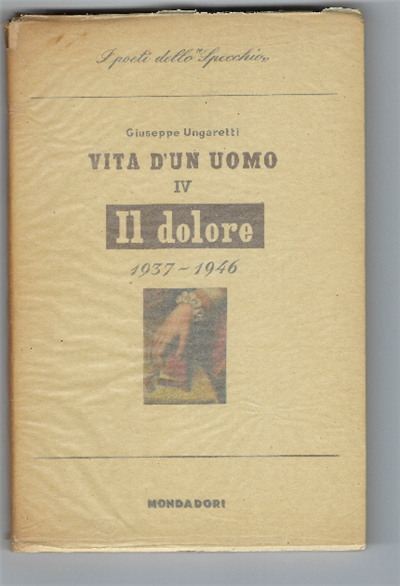 I poeti dello "Specchio"
Giuseppe Ungaretti
VITA D'UN UOMO
IV
Il dolore
1937 - 1946
MONDADORI